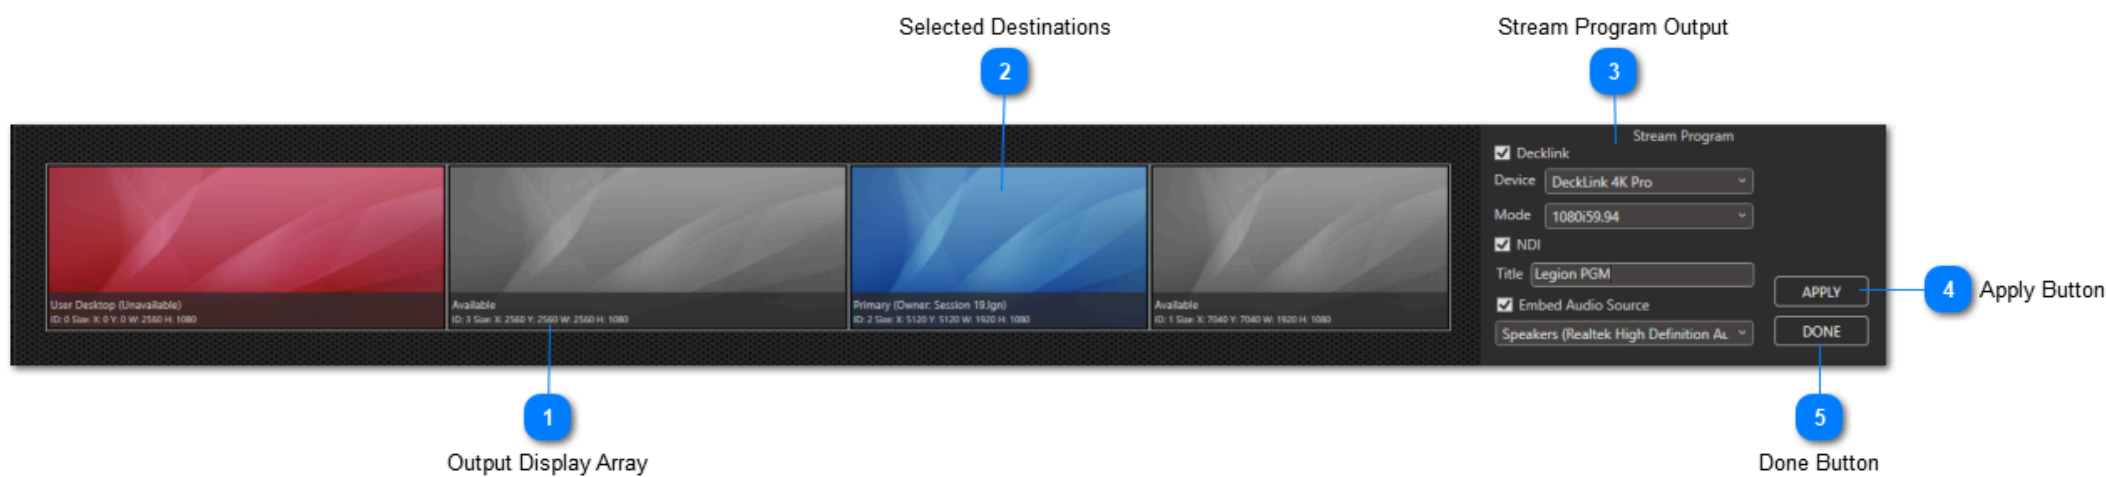 Selected Destinations
Stream Program Output
2
3
Stream Program
Decklink
Device DeckLink 4K Pro
Mode 1080i59.94
NDI
Title Legion PGM
Embed Audio Source
Speakers (Realtek High Definition Au
APPLY
DONE
4 Apply Button
User Desktop (Unavailable)
ID: 0 Size: X: 0 Y: 0 W: 2560 H: 1080
Available
ID: 3 Size: X: 2560 Y: 2560 W: 2560 H: 1080
Primary (Owner: Session 19.lgn)
ID: 2 Size: X: 5120 Y: 5120 W: 1920 H: 1080
Available
ID: 1 Size: X: 7040 Y: 7040 W: 1920 H: 1080
1
5
Output Display Array
Done Button